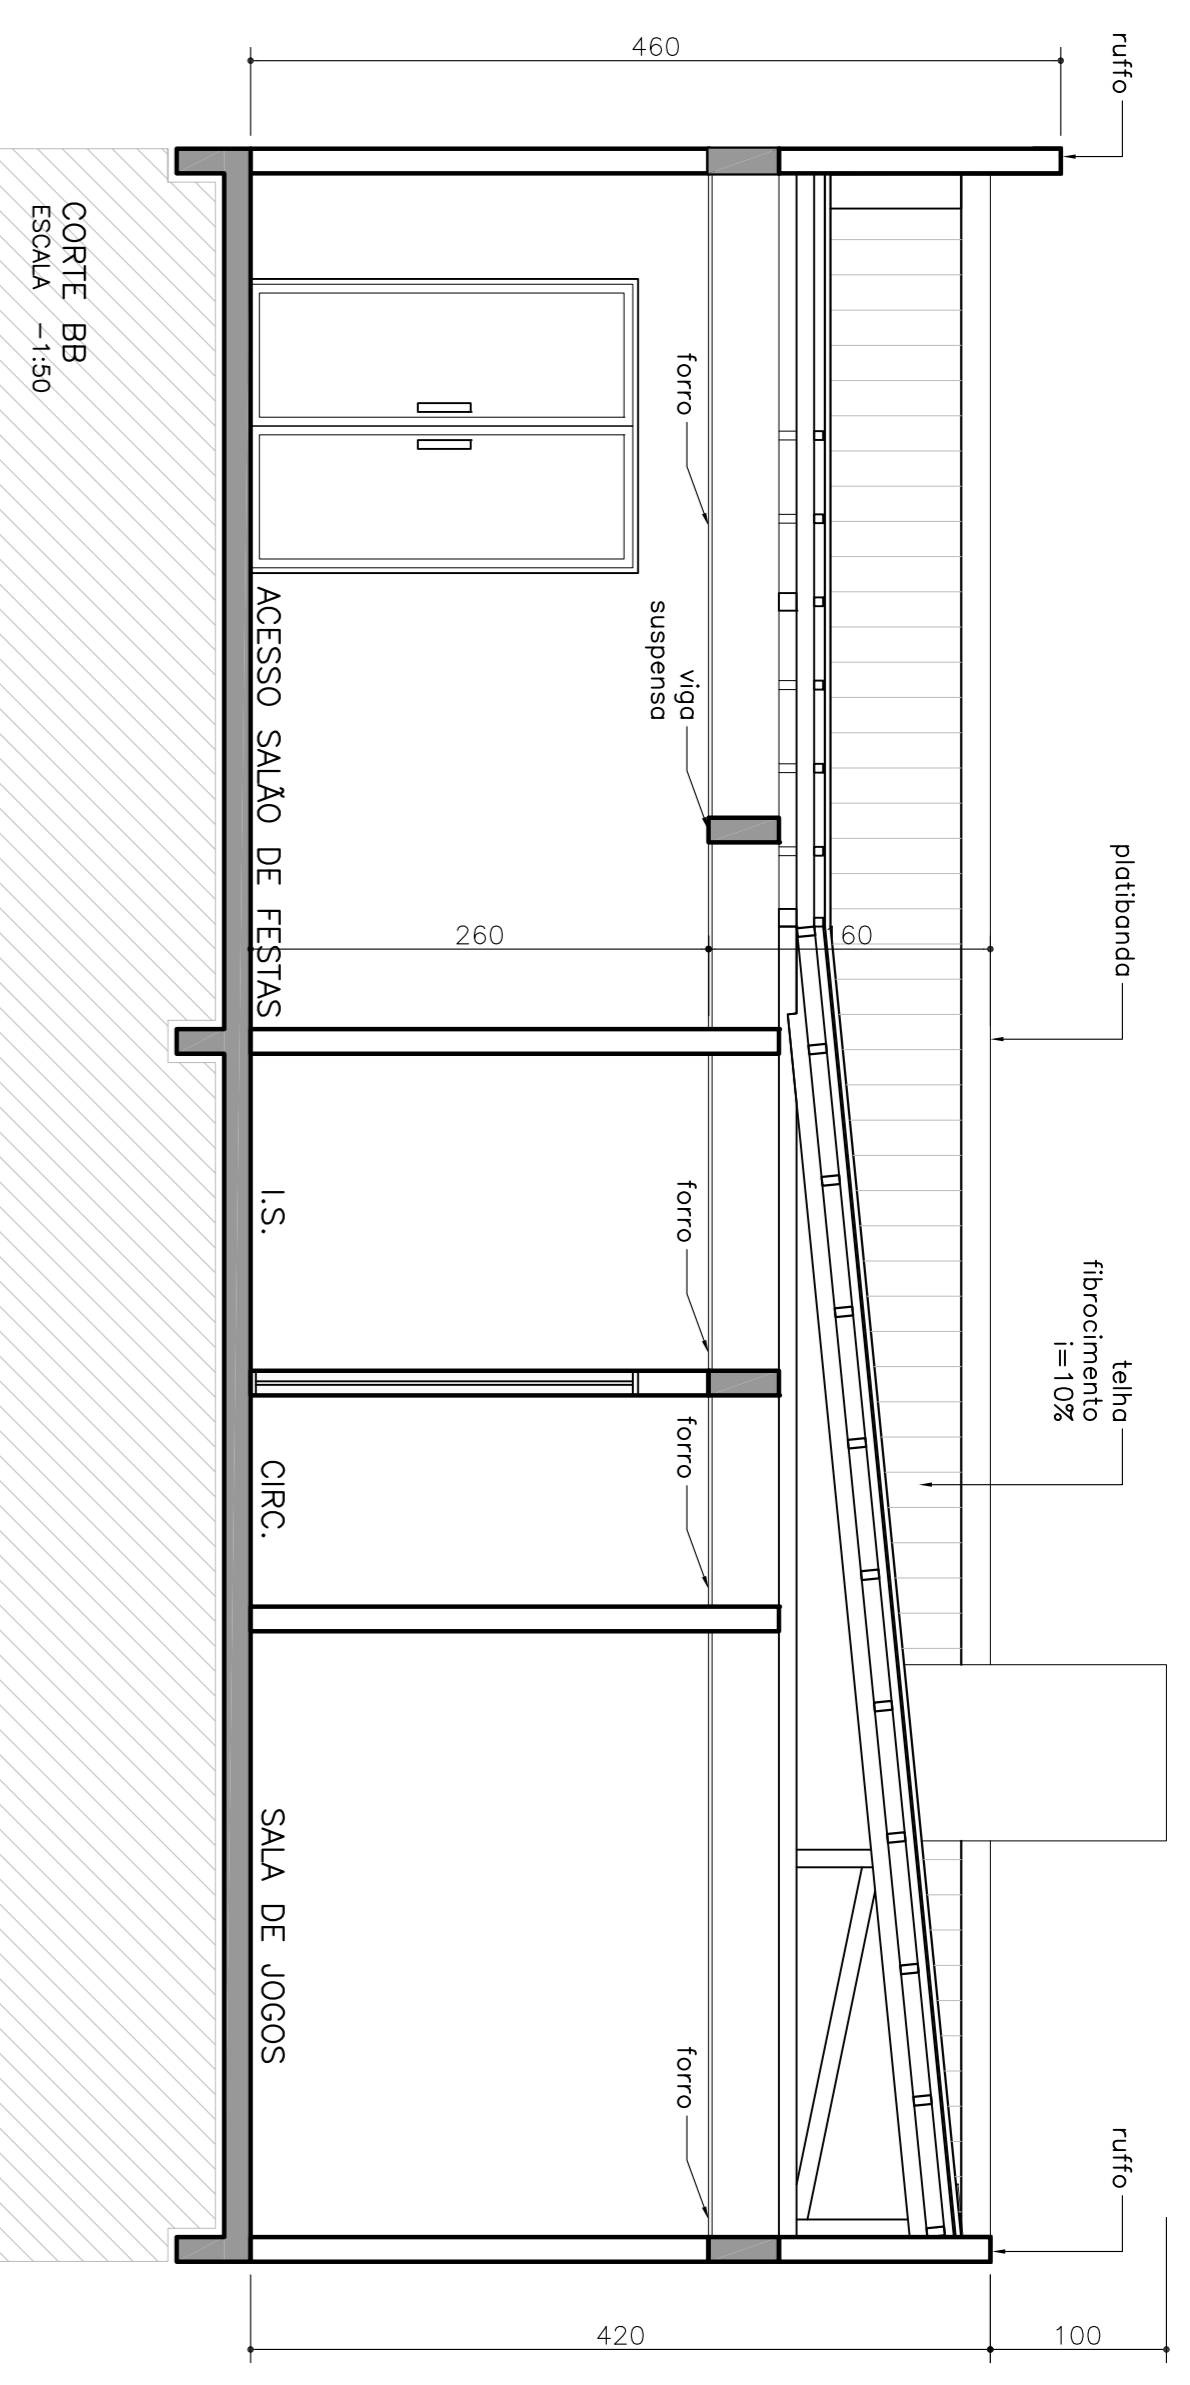 ruffo
platibanda
telha
fibrocimento
i=10%
ruffo
460
forro
viga
suspensa
forro
forro
forro
260
160
420
100
ACESSO SALÃO DE FESTAS
I.S.
CIRC.
SALA DE JOGOS
CORTE BB
ESCALA -1:50